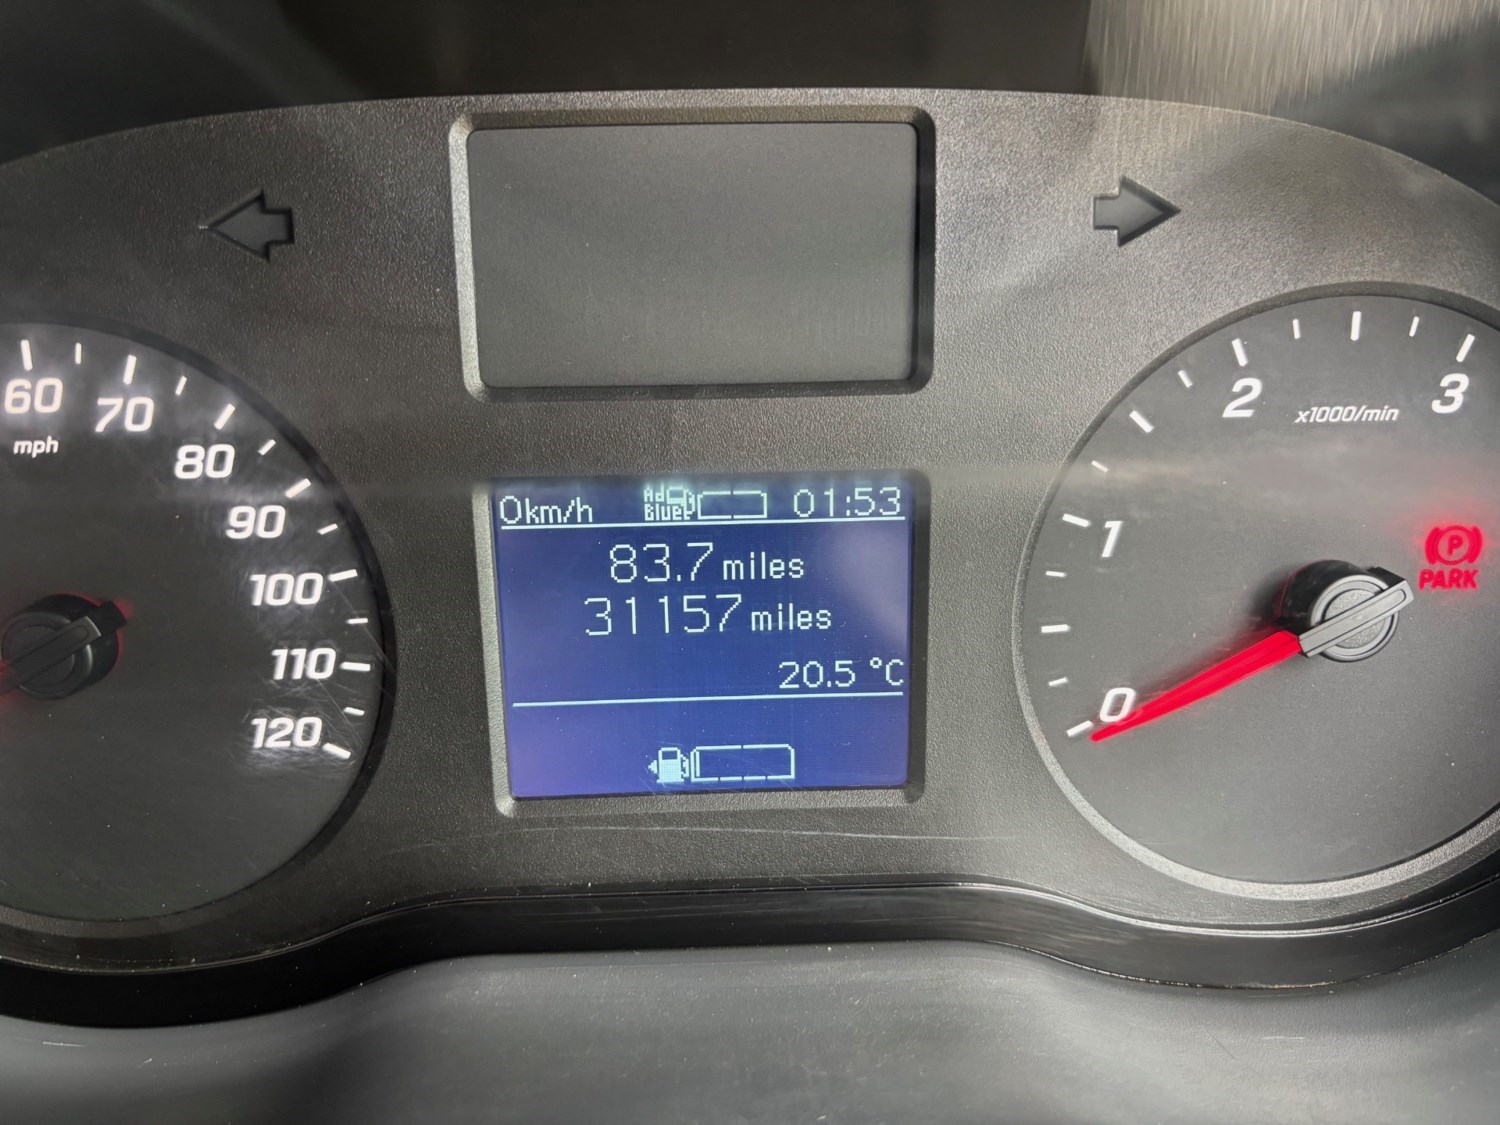 60
mph
70
80
90
100
110
120
0km/h
Ad
Blue
01:53
83.7 miles
31157 miles
20.5 °C
0
1
2
x1000/min
3
P
PARK